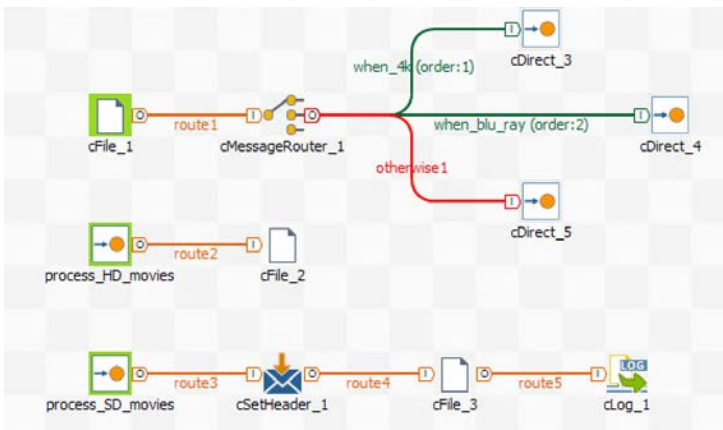 cDirect_3
when_4k (order:1)
cFile_1
route1
cMessageRouter_1
when_blu_ray (order:2)
cDirect_4
otherwise1
cDirect_5
process_HD_movies
route2
cFile_2
process_SD_movies
route3
cSetHeader_1
route4
cFile_3
route5
LOG
cLog_1